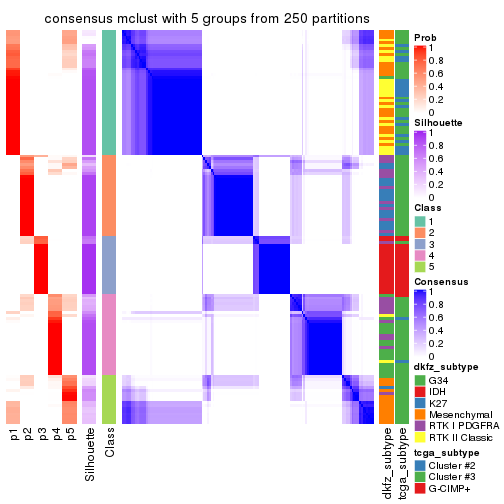 consensus mclust with 5 groups from 250 partitions
Prob
1
0.8
0.6
0.4
0.2
0
Silhouette
1
0.8
0.6
0.4
0.2
0
Class
1
2
3
4
5
Consensus
1
0.8
0.6
0.4
0.2
0
dkfz_subtype
G34
IDH
K27
Mesenchymal
RTK I PDGFRA
RTK II Classic
tcga_subtype
Cluster #2
Cluster #3
G-CIMP+
p1
p2
p3
p4
p5
Silhouette
Class
dkfz_subtype
tcga_subtype